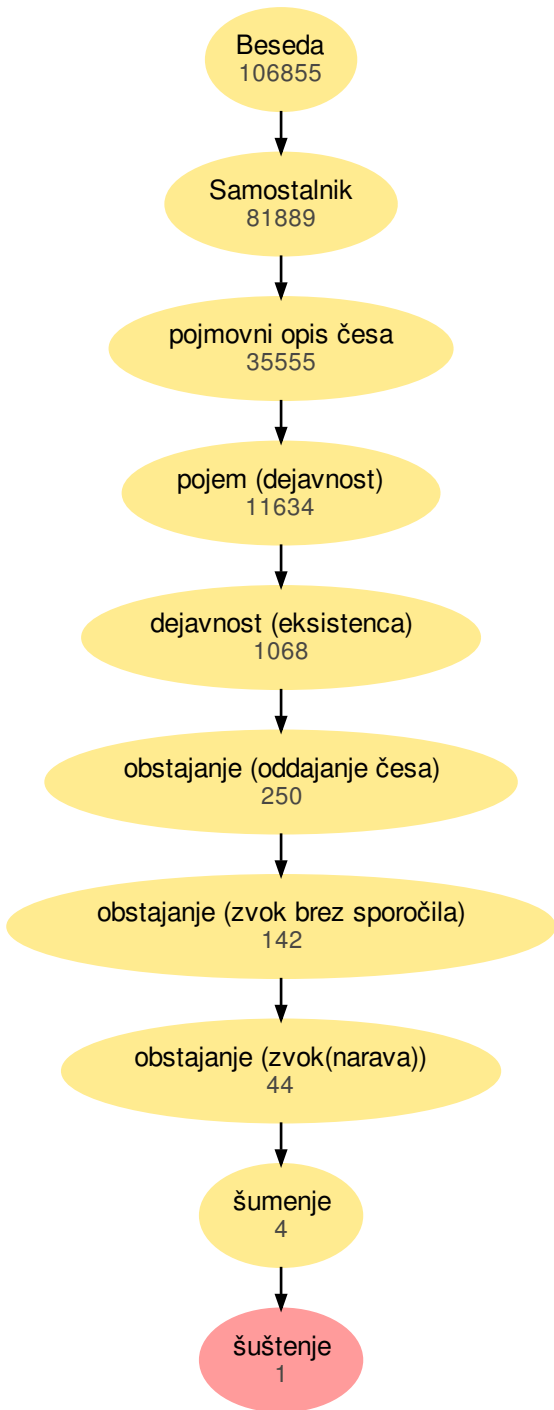 Beseda
106855
Samostalnik
81889
pojmovni opis česa
35555
pojem (dejavnost)
11634
dejavnost (eksistenca)
1068
obstajanje (oddajanje česa)
250
obstajanje (zvok brez sporočila)
142
obstajanje (zvok(narava))
44
šumenje
4
šuštenje
1